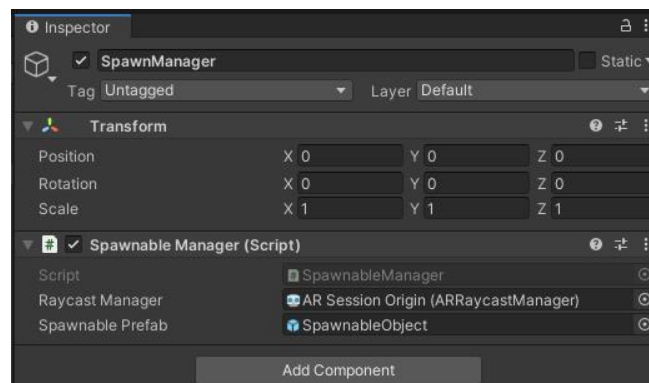 Inspector
SpawnManager Static
Tag Untagged Layer Default
Transform
Position X 0 Y 0 Z 0
Rotation X 0 Y 0 Z 0
Scale X 1 Y 1 Z 1
# Spawnable Manager (Script)
Script SpawnableManager
Raycast Manager AR Session Origin (ARRaycastManager)
Spawnable Prefab SpawnableObject
Add Component